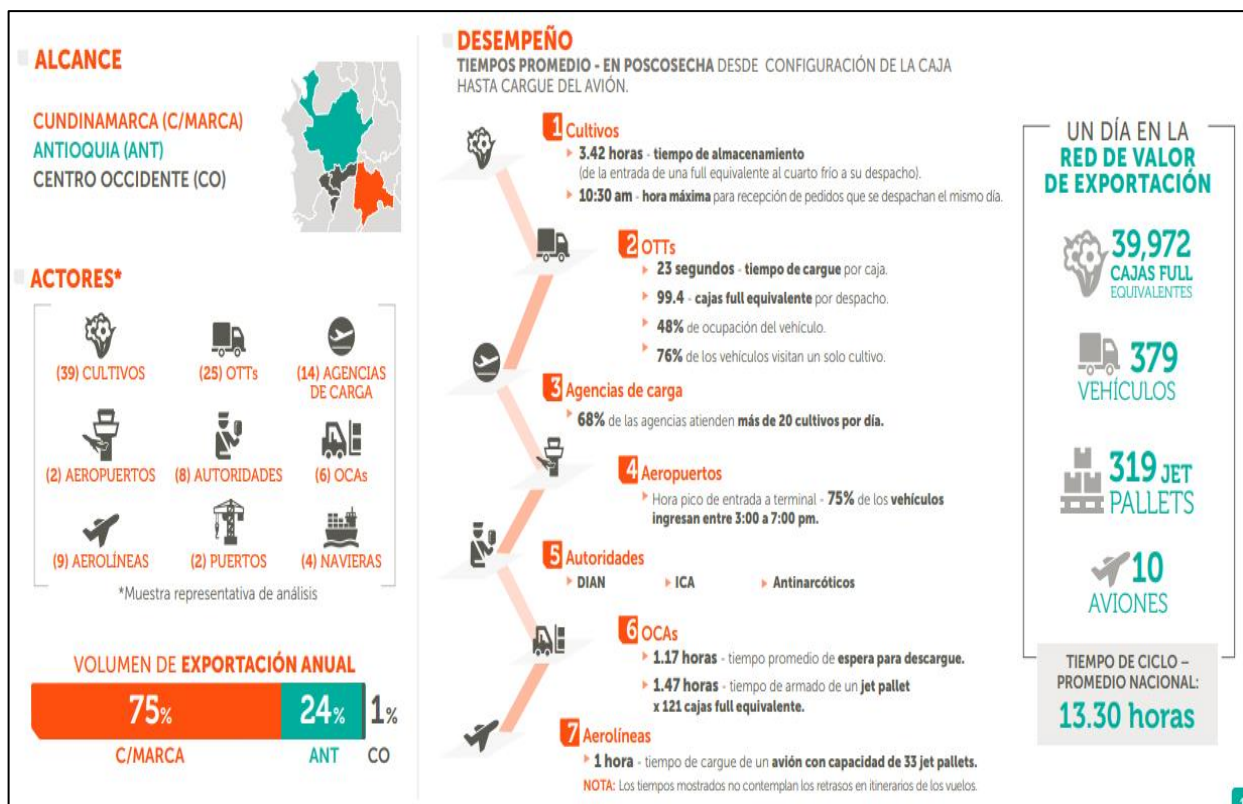 ALCANCE
CUNDINAMARCA (C/MARCA)
ANTIOQUIA (ANT)
CENTRO OCCIDENTE (CO)
ACTORES*
(39) CULTIVOS
(25) OTTs
(14) AGENCIAS
DE CARGA
(2) AEROPUERTOS
(8) AUTORIDADES
(6) OCAs
(9) AEROLÍNEAS
(2) PUERTOS
(4) NAVIERAS
*Muestra representativa de análisis
VOLUMEN DE EXPORTACIÓN ANUAL
75%
24%
1%
C/MARCA
ANT
CO
DESEMPEÑO
TIEMPOS PROMEDIO - EN POSCOSECHA DESDE CONFIGURACIÓN DE LA CAJA
HASTA CARGUE DEL AVIÓN.
1 Cultivos
3.42 horas - tiempo de almacenamiento
(de la entrada de una full equivalente al cuarto frío a su despacho).
10:30 am - hora máxima para recepción de pedidos que se despachan el mismo día.
2 OTTs
23 segundos - tiempo de cargue por caja.
99.4 - cajas full equivalente por despacho.
48% de ocupación del vehículo.
76% de los vehículos visitan un solo cultivo.
3 Agencias de carga
68% de las agencias atienden más de 20 cultivos por día.
4 Aeropuertos
Hora pico de entrada a terminal - 75% de los vehículos
ingresan entre 3:00 a 7:00 pm.
5 Autoridades
DIAN
ICA
Antinarcóticos
6 OCAs
1.17 horas - tiempo promedio de espera para descargue.
1.47 horas - tiempo de armado de un jet pallet
x 121 cajas full equivalente.
7 Aerolíneas
1 hora - tiempo de cargue de un avión con capacidad de 33 jet pallets.
NOTA: Los tiempos mostrados no contemplan los retrasos en itinerarios de los vuelos.
UN DÍA EN LA
RED DE VALOR
DE EXPORTACIÓN
39,972
CAJAS FULL
EQUIVALENTES
379
VEHÍCULOS
319 JET
PALLETS
10
AVIONES
TIEMPO DE CICLO –
PROMEDIO NACIONAL:
13.30 horas